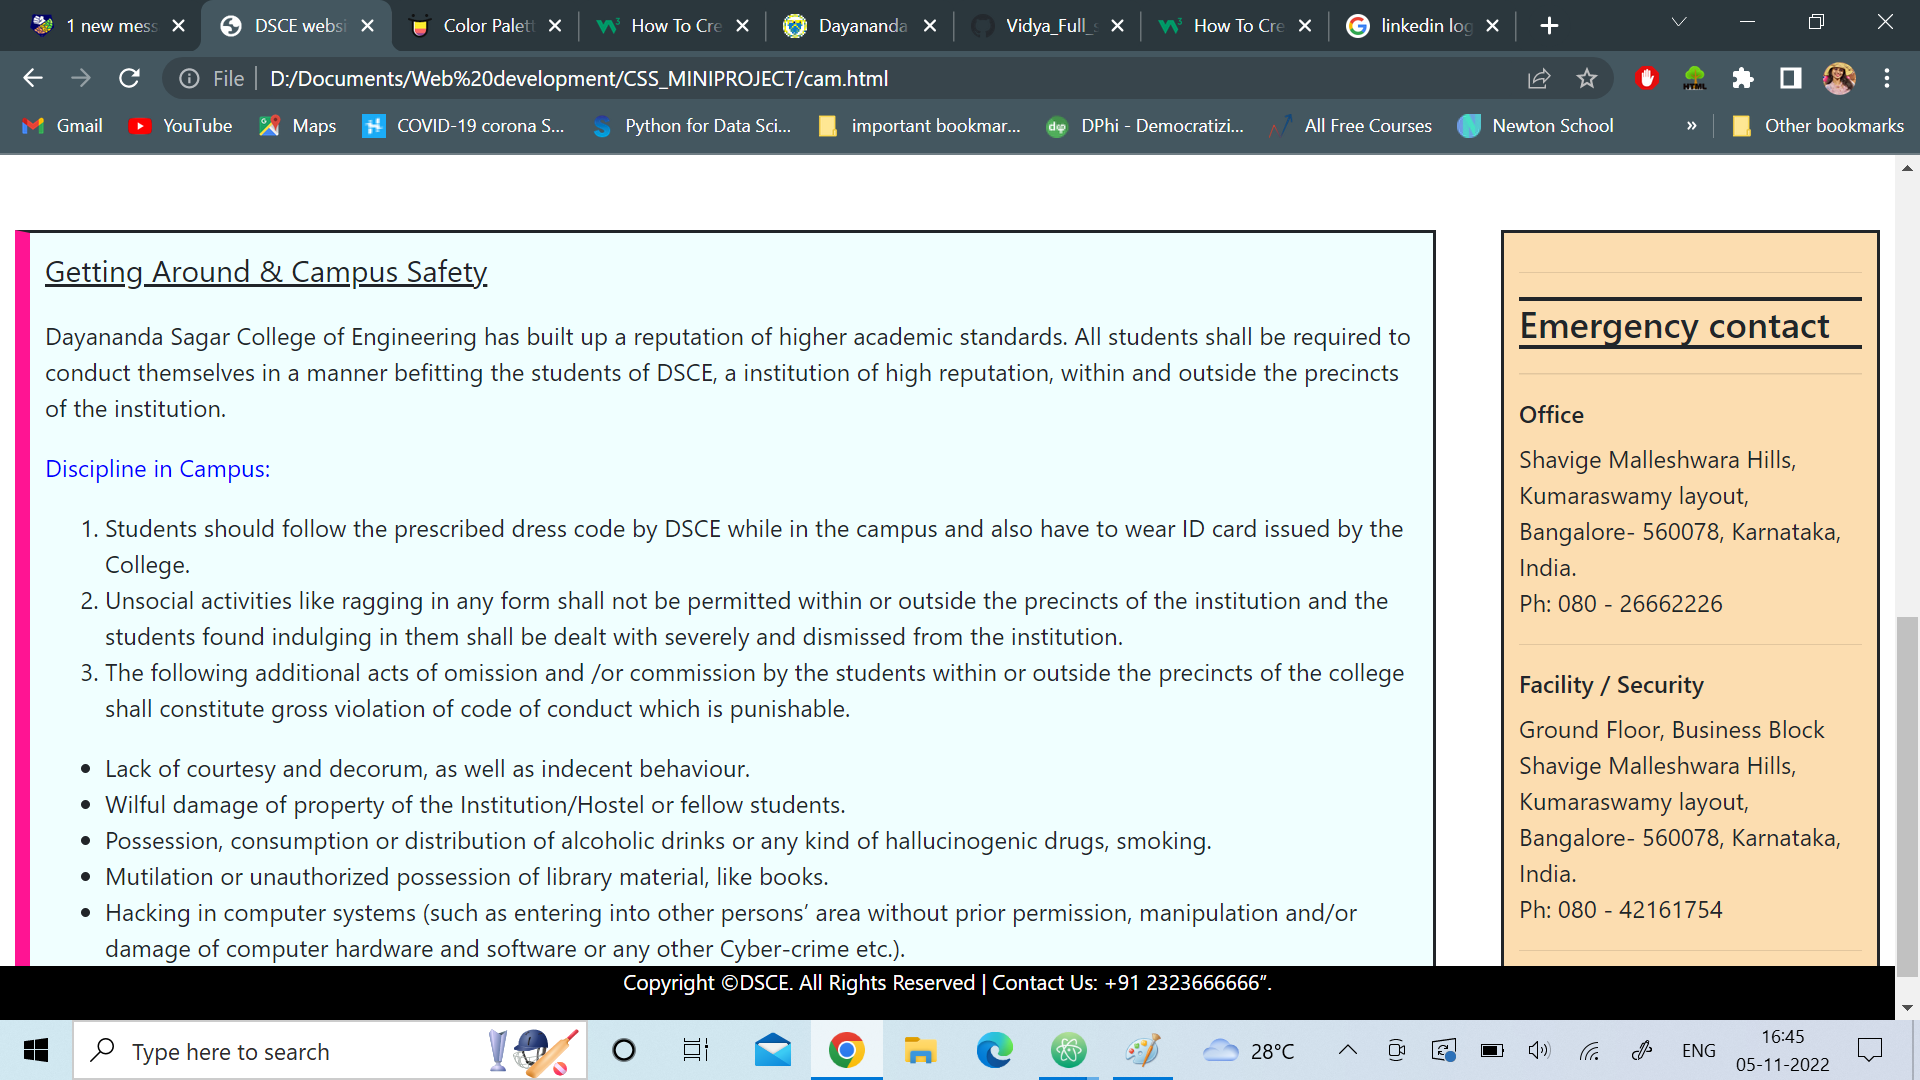 1 new mess
DSCE websi
Color Palett
How To Cre
Dayananda
Vidya_Full_s
How To Cre
linkedin log
File
D:/Documents/Web%20development/CSS_MINIPROJECT/cam.html
HTML
Gmail
YouTube
Maps
COVID-19 corona S...
Python for Data Sci...
important bookmar...
DPhi - Democratizi...
All Free Courses
Newton School
»
Other bookmarks
Getting Around & Campus Safety
Dayananda Sagar College of Engineering has built up a reputation of higher academic standards. All students shall be required to
conduct themselves in a manner befitting the students of DSCE, a institution of high reputation, within and outside the precincts
of the institution.
Discipline in Campus:
1. Students should follow the prescribed dress code by DSCE while in the campus and also have to wear ID card issued by the
College.
2. Unsocial activities like ragging in any form shall not be permitted within or outside the precincts of the institution and the
students found indulging in them shall be dealt with severely and dismissed from the institution.
3. The following additional acts of omission and /or commission by the students within or outside the precincts of the college
shall constitute gross violation of code of conduct which is punishable.
• Lack of courtesy and decorum, as well as indecent behaviour.
• Wilful damage of property of the Institution/Hostel or fellow students.
• Possession, consumption or distribution of alcoholic drinks or any kind of hallucinogenic drugs, smoking.
• Mutilation or unauthorized possession of library material, like books.
• Hacking in computer systems (such as entering into other persons’ area without prior permission, manipulation and/or
damage of computer hardware and software or any other Cyber-crime etc.).
Emergency contact
Office
Shavige Malleshwara Hills,
Kumaraswamy layout,
Bangalore- 560078, Karnataka,
India.
Ph: 080 - 26662226
Facility / Security
Ground Floor, Business Block
Shavige Malleshwara Hills,
Kumaraswamy layout,
Bangalore- 560078, Karnataka,
India.
Ph: 080 - 42161754
Copyright ©DSCE. All Rights Reserved | Contact Us: +91 2323666666”.
Type here to search
28°C
ENG
16:45
05-11-2022